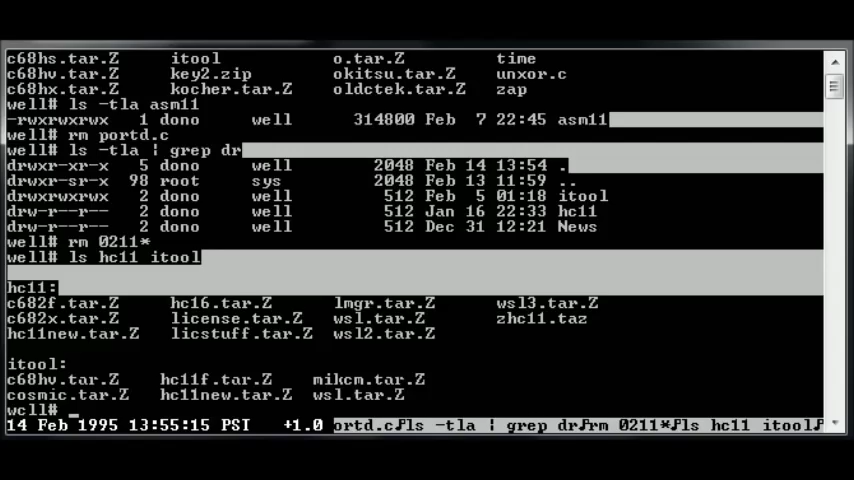 c68hs.tar.Z itool o.tar.Z time
c68hv.tar.Z key2.zip okitsu.tar.Z unxor.c
c68hx.tar.Z kocher.tar.Z oldctek.tar.Z zap
well# ls -tla asm11
-rwxrwxrwx 1 dono well 314800 Feb 7 22:45 asm11
well# rm portd.c
well# ls -tla | grep dr
drwxr-xr-x 5 dono well 2048 Feb 14 13:54 .
drwxr-sr-x 98 root sys 2048 Feb 13 11:59 ..
drwxrwxrwx 2 dono well 512 Feb 5 01:18 itool
drw-r--r-- 2 dono well 512 Jan 16 22:33 hc11
drw-r--r-- 2 dono well 512 Dec 31 12:21 News
well# rm 0211*
well# ls hc11 itool
hc11:
c682f.tar.Z hc16.tar.Z lmgr.tar.Z wsl3.tar.Z
c682x.tar.Z license.tar.Z wsl.tar.Z zhc11.taz
hc11new.tar.Z licstuff.tar.Z wsl2.tar.Z
itool:
c68hv.tar.Z hc11f.tar.Z mikcm.tar.Z
cosmic.tar.Z hc11new.tar.Z wsl.tar.Z
well# _
14 Feb 1995 13:55:15 PST +1.0 ortd.c♪ls -tla | grep dr♪rm 0211*♪ls hc11 itool♪